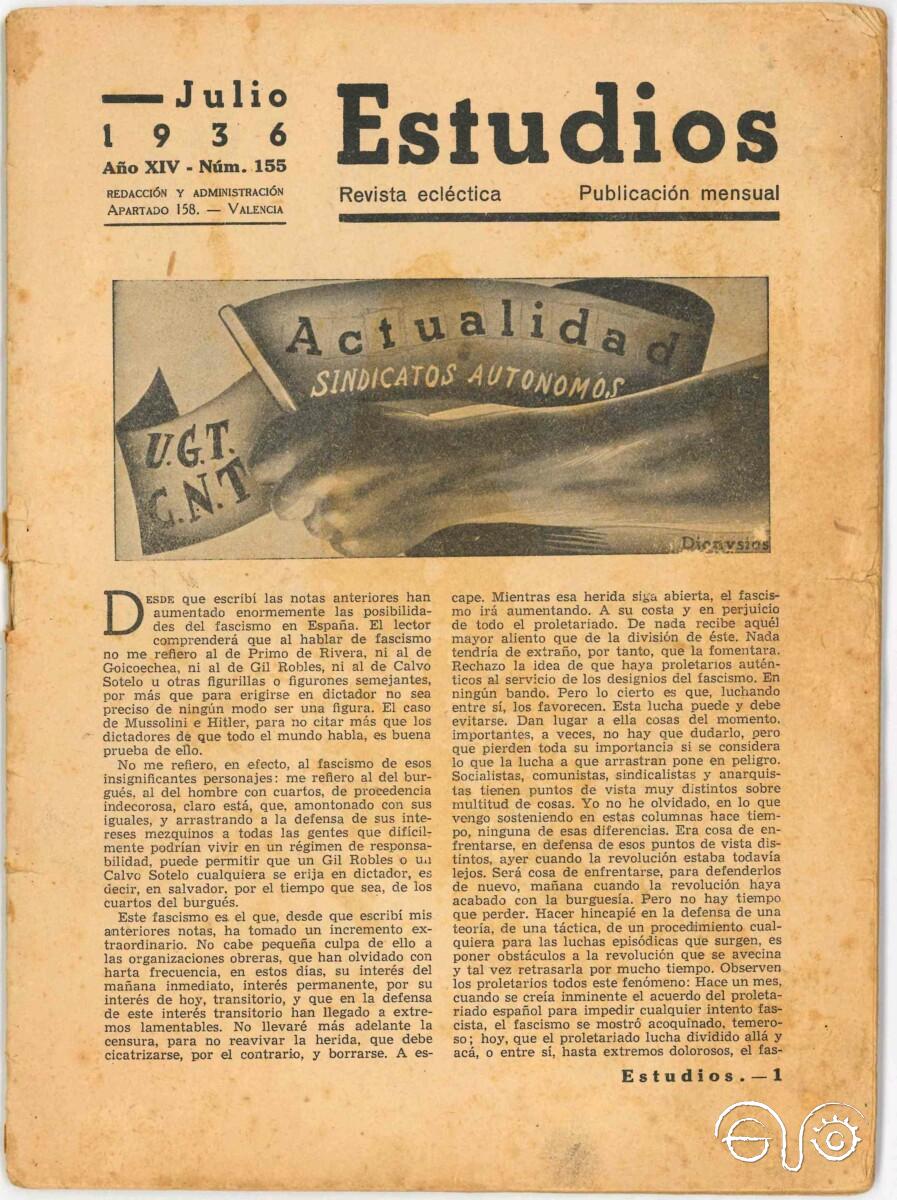 Julio
1936
Año XIV - Núm. 155
REDACCIÓN Y ADMINISTRACIÓN
APARTADO 158. — VALENCIA
Estudios
Revista ecléctica Publicación mensual
Actualidad
SINDICATOS AUTONOMOS
U.G.T.
C.N.T
Dionysios
DESDE que escribí las notas anteriores han
aumentado enormemente las posibilida-
des del fascismo en España. El lector
comprenderá que al hablar de fascismo
no me refiero al de Primo de Rivera, ni al de
Goicoechea, ni al de Gil Robles, ni al de Calvo
Sotelo u otras figurillas o figurones semejantes,
por más que para erigirse en dictador no sea
preciso de ningún modo ser una figura. El caso
de Mussolini e Hitler, para no citar más que los
dictadores de que todo el mundo habla, es buena
prueba de ello.
No me refiero, en efecto, al fascismo de esos
insignificantes personajes: me refiero al del bur-
gués, al del hombre con cuartos, de procedencia
indecorosa, claro está, que, amontonado con sus
iguales, y arrastrando a la defensa de sus inte-
reses mezquinos a todas las gentes que difícil-
mente podrían vivir en un régimen de responsa-
bilidad, puede permitir que un Gil Robles o un
Calvo Sotelo cualquiera se erija en dictador, es
decir, en salvador, por el tiempo que sea, de los
cuartos del burgués.
Este fascismo es el que, desde que escribí mis
anteriores notas, ha tomado un incremento ex-
traordinario. No cabe pequeña culpa de ello a
las organizaciones obreras, que han olvidado con
harta frecuencia, en estos días, su interés del
mañana inmediato, interés permanente, por su
interés de hoy, transitorio, y que en la defensa
de este interés transitorio han llegado a extre-
mos lamentables. No llevaré más adelante la
censura, para no reavivar la herida, que debe
cicatrizarse, por el contrario, y borrarse. A es-
cape. Mientras esa herida siga abierta, el fascis-
mo irá aumentando. A su costa y en perjuicio
de todo el proletariado. De nada recibe aquél
mayor aliento que de la división de éste. Nada
tendría de extraño, por tanto, que la fomentara.
Rechazo la idea de que haya proletarios autén-
ticos al servicio de los designios del fascismo. En
ningún bando. Pero lo cierto es que, luchando
entre sí, los favorecen. Esta lucha puede y debe
evitarse. Dan lugar a ella cosas del momento,
importantes, a veces, no hay que dudarlo, pero
que pierden toda su importancia si se considera
lo que la lucha a que arrastran pone en peligro.
Socialistas, comunistas, sindicalistas y anarquis-
tas tienen puntos de vista muy distintos sobre
multitud de cosas. Yo no he olvidado, en lo que
vengo sosteniendo en estas columnas hace tiem-
po, ninguna de esas diferencias. Era cosa de en-
frentarse, en defensa de esos puntos de vista dis-
tintos, ayer cuando la revolución estaba todavía
lejos. Será cosa de enfrentarse, para defenderlos
de nuevo, mañana cuando la revolución haya
acabado con la burguesía. Pero no hay tiempo
que perder. Hacer hincapié en la defensa de una
teoría, de una táctica, de un procedimiento cual-
quiera para las luchas episódicas que surgen, es
poner obstáculos a la revolución que se avecina
y tal vez retrasarla por mucho tiempo. Observen
los proletarios todos este fenómeno: Hace un mes,
cuando se creía inminente el acuerdo del proleta-
riado español para impedir cualquier intento fas-
cista, el fascismo se mostró acoquinado, temero-
so; hoy, que el proletariado lucha dividido allá y
acá, o entre sí, hasta extremos dolorosos, el fas-
Estudios.—1